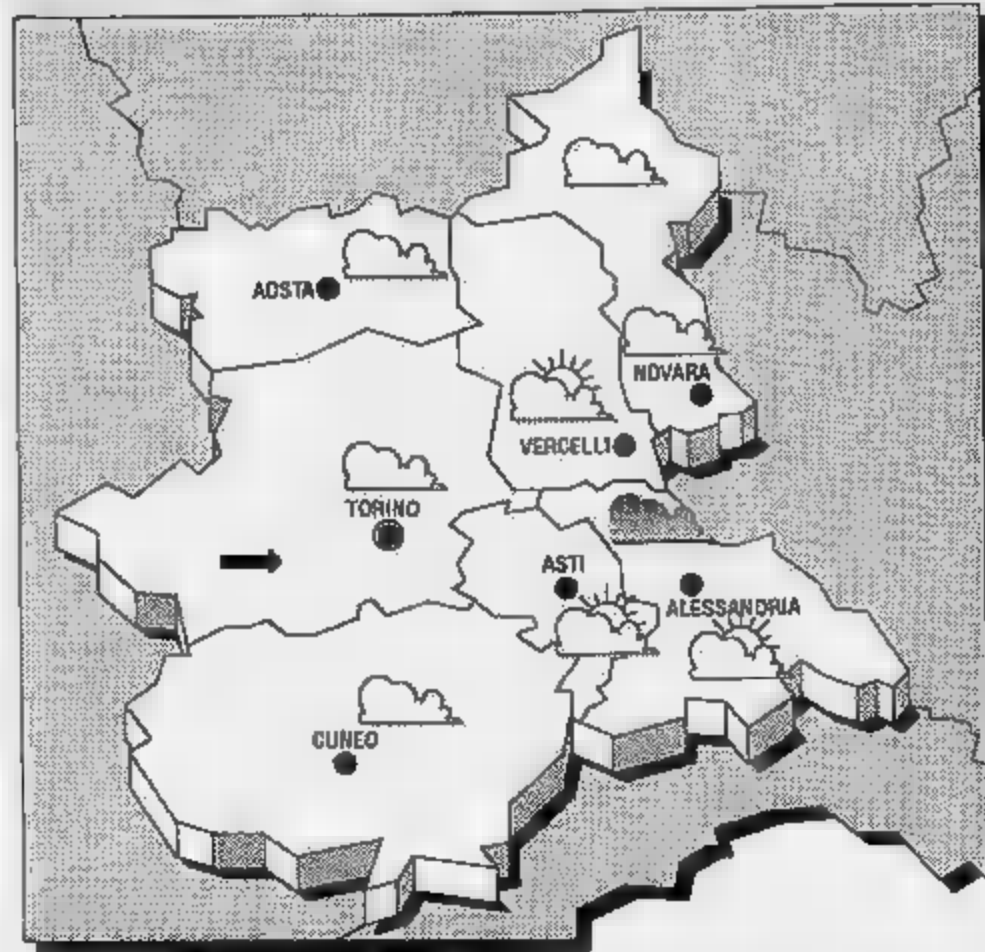 AOSTA
NOVARA
VERCELLI
TORINO
ASTI
ALESSANDRIA
CUNEO